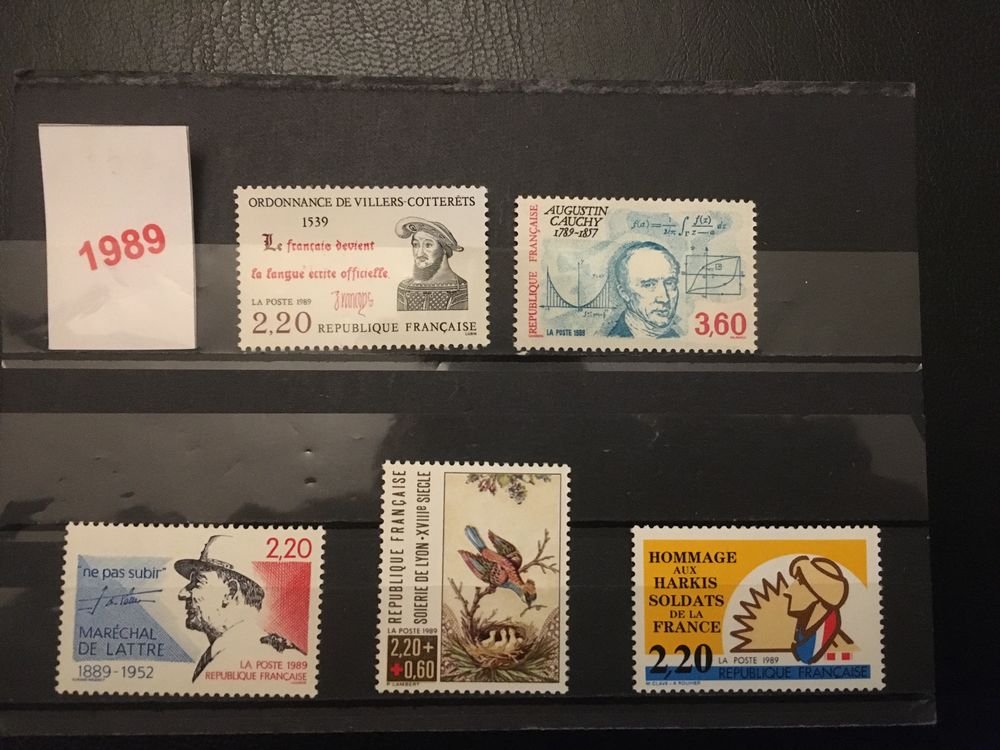 1989
ORDONNANCE DE VILLERS-COTTERÊTS
1539
Le français devient
la langue écrite officielle.
LA POSTE 1989
2,20 REPUBLIQUE FRANÇAISE
REPUBLIQUE FRANÇAISE
AUGUSTIN
CAUCHY
1789-1857
LA POSTE 1989
3,60
2,20
"ne pas subir"
MARÉCHAL
DE LATTRE
1889-1952
LA POSTE 1989
REPUBLIQUE FRANÇAISE
REPUBLIQUE FRANÇAISE
SOIERIE DE LYON-XVIIIe SIECLE
LA POSTE 1989
2,20+
+0,60
P. LAMBERT
HOMMAGE
AUX
HARKIS
SOLDATS
DE LA
FRANCE
2,20 LA POSTE 1989
REPUBLIQUE FRANÇAISE